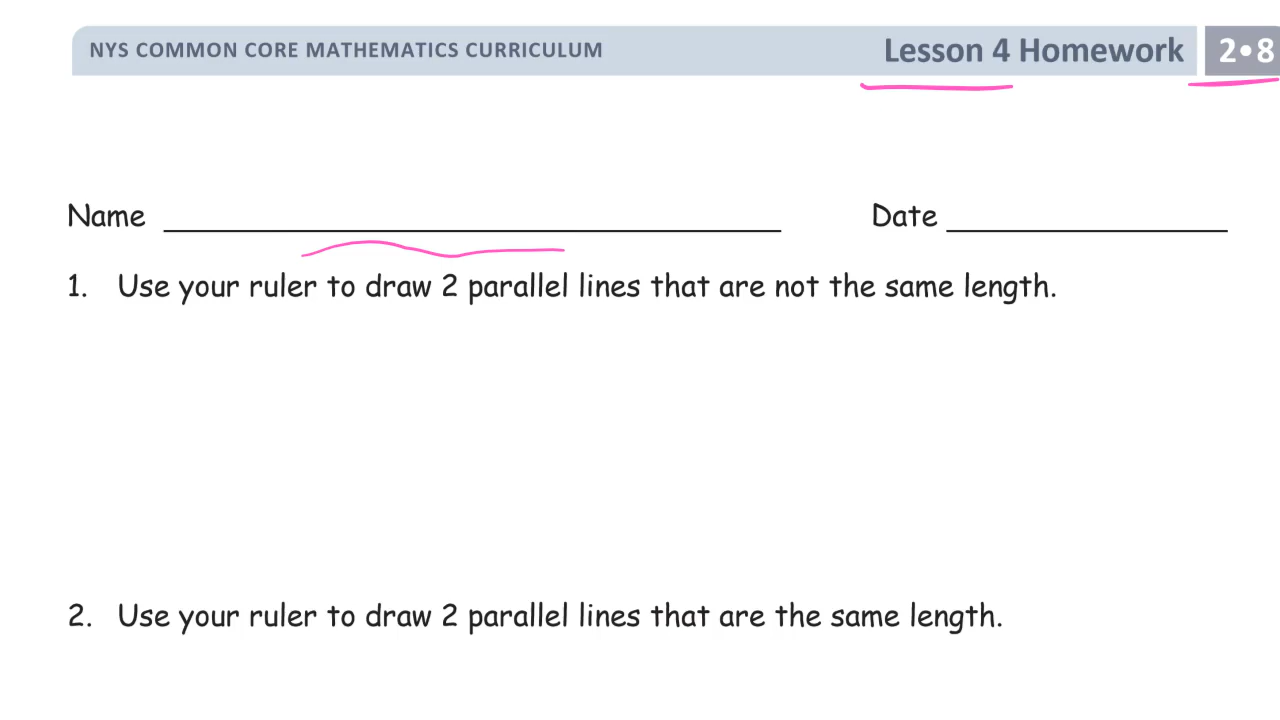 NYS COMMON CORE MATHEMATICS CURRICULUM Lesson 4 Homework 2•8
Name Date
1. Use your ruler to draw 2 parallel lines that are not the same length.
2. Use your ruler to draw 2 parallel lines that are the same length.